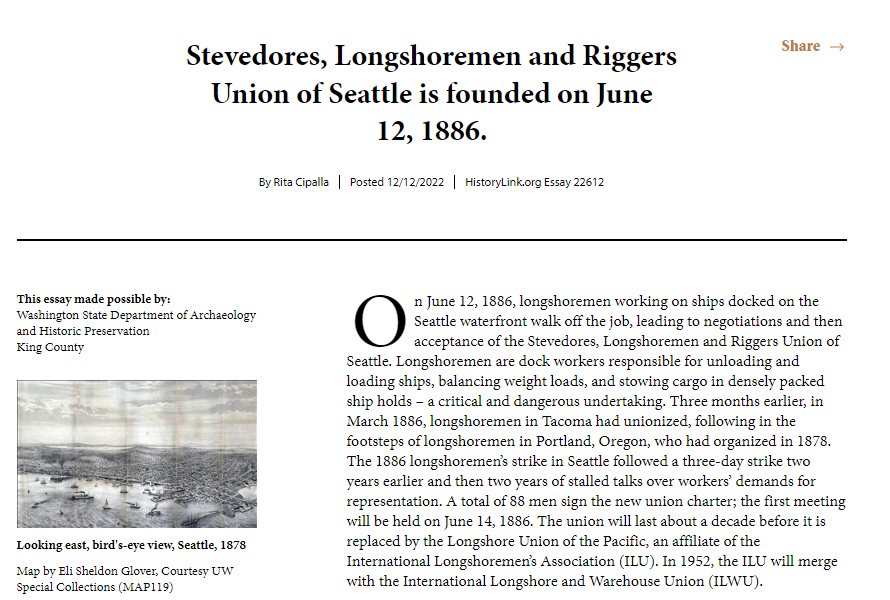 Share →
Stevedores, Longshoremen and Riggers
Union of Seattle is founded on June
12, 1886.
By Rita Cipalla | Posted 12/12/2022 | HistoryLink.org Essay 22612
This essay made possible by:
Washington State Department of Archaeology
and Historic Preservation
King County
Looking east, bird's-eye view, Seattle, 1878
Map by Eli Sheldon Glover, Courtesy UW
Special Collections (MAP119)
On June 12, 1886, longshoremen working on ships docked on the
Seattle waterfront walk off the job, leading to negotiations and then
acceptance of the Stevedores, Longshoremen and Riggers Union of
Seattle. Longshoremen are dock workers responsible for unloading and
loading ships, balancing weight loads, and stowing cargo in densely packed
ship holds – a critical and dangerous undertaking. Three months earlier, in
March 1886, longshoremen in Tacoma had unionized, following in the
footsteps of longshoremen in Portland, Oregon, who had organized in 1878.
The 1886 longshoremen's strike in Seattle followed a three-day strike two
years earlier and then two years of stalled talks over workers' demands for
representation. A total of 88 men sign the new union charter; the first meeting
will be held on June 14, 1886. The union will last about a decade before it is
replaced by the Longshore Union of the Pacific, an affiliate of the
International Longshoremen's Association (ILU). In 1952, the ILU will merge
with the International Longshore and Warehouse Union (ILWU).